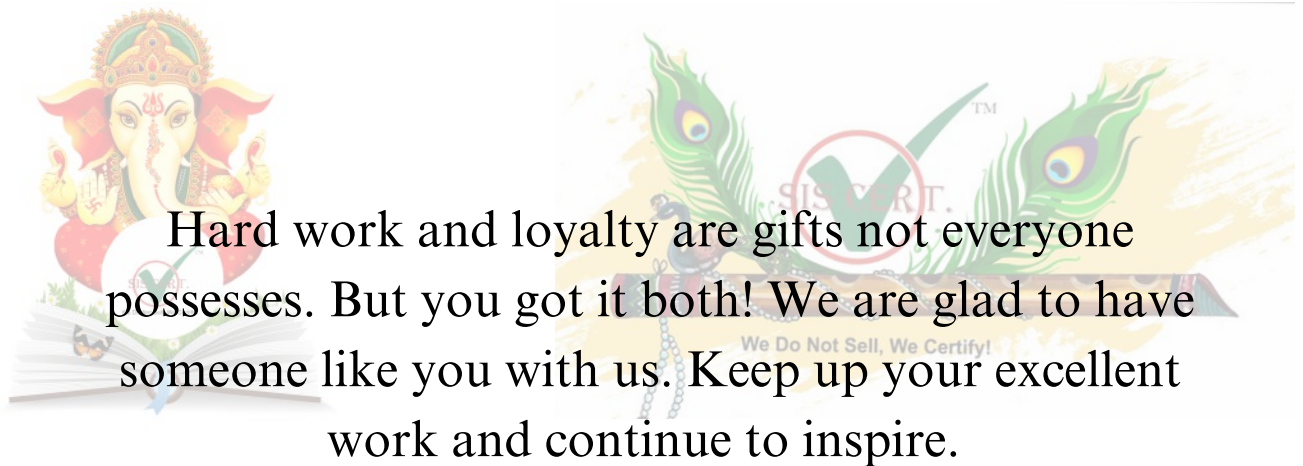 TM
SIS CERT.
Hard work and loyalty are gifts not everyone
possesses. But you got it both! We are glad to have
We Do Not Sell, We Certify!
someone like you with us. Keep up your excellent
work and continue to inspire.